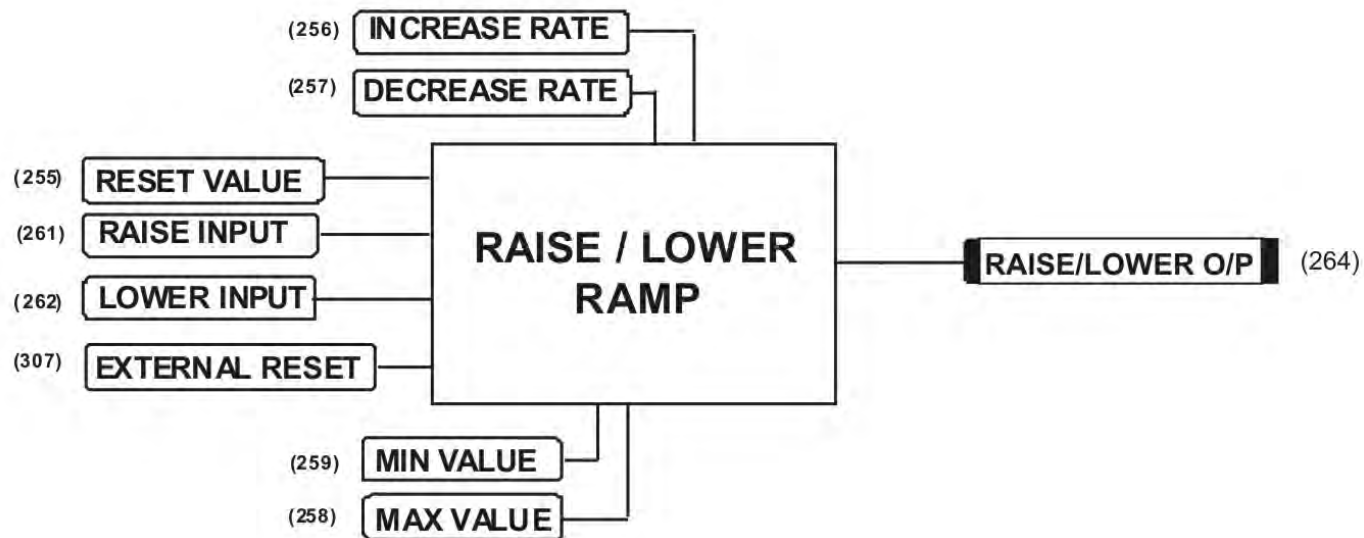 (256) INCREASE RATE
(257) DECREASE RATE
(255) RESET VALUE
(261) RAISE INPUT
(262) LOWER INPUT
(307) EXTERNAL RESET
RAISE / LOWER
RAMP
RAISE/LOWER O/P (264)
(259) MIN VALUE
(258) MAX VALUE